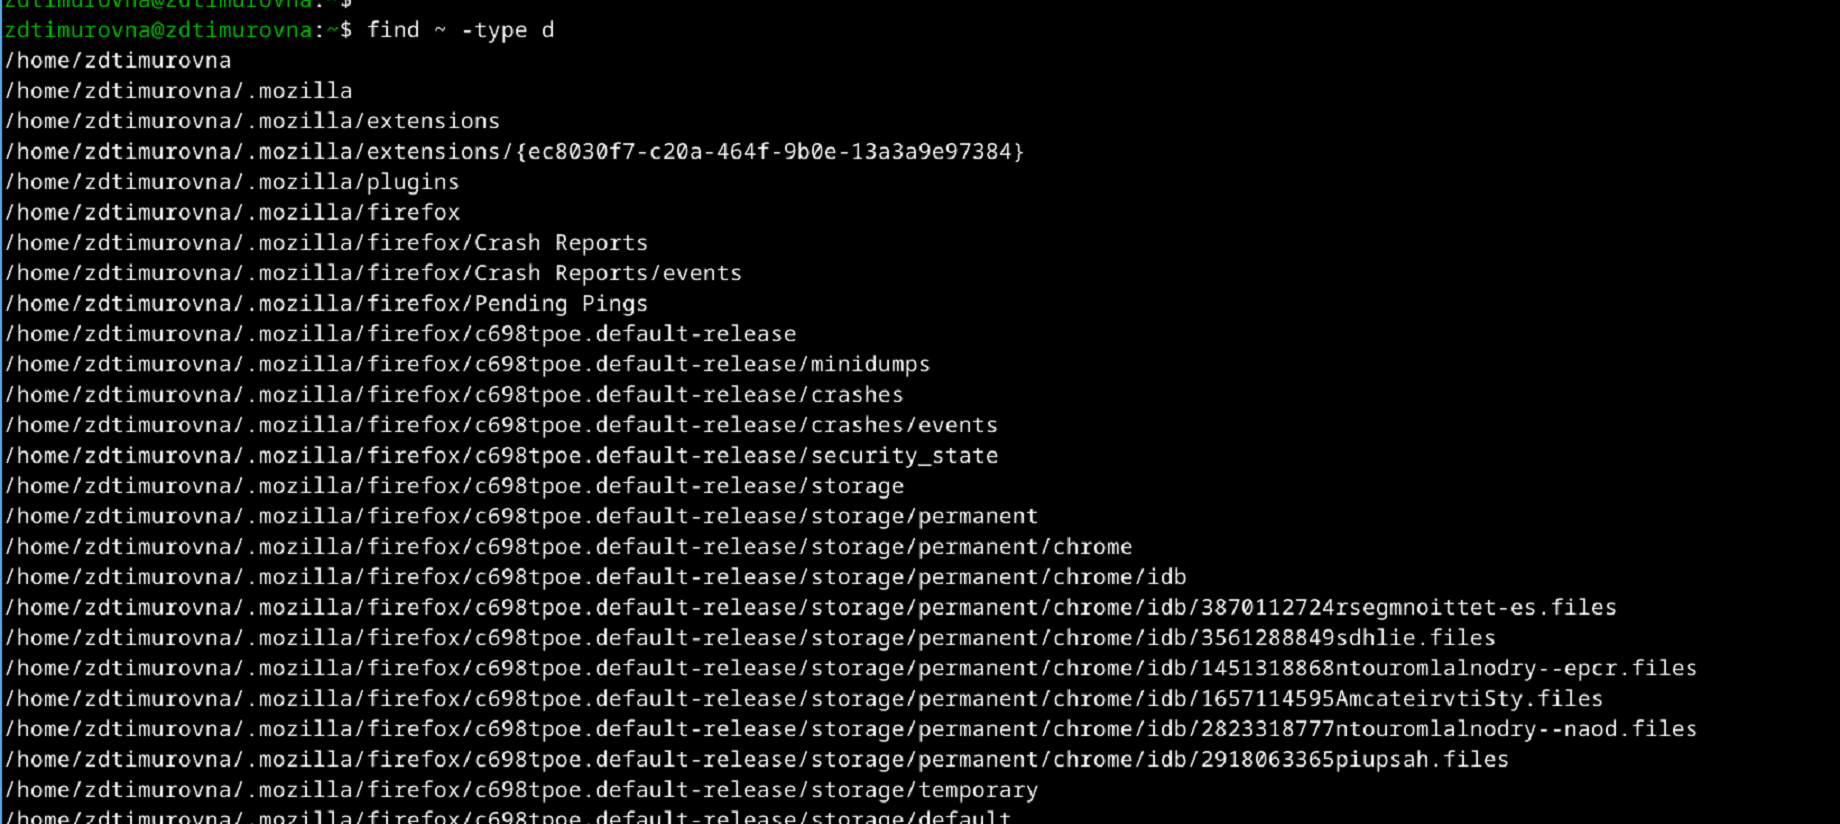 zdtimurovna@zdtimurovna:~$
zdtimurovna@zdtimurovna:~$ find ~ -type d
/home/zdtimurovna
/home/zdtimurovna/.mozilla
/home/zdtimurovna/.mozilla/extensions
/home/zdtimurovna/.mozilla/extensions/{ec8030f7-c20a-464f-9b0e-13a3a9e97384}
/home/zdtimurovna/.mozilla/plugins
/home/zdtimurovna/.mozilla/firefox
/home/zdtimurovna/.mozilla/firefox/Crash Reports
/home/zdtimurovna/.mozilla/firefox/Crash Reports/events
/home/zdtimurovna/.mozilla/firefox/Pending Pings
/home/zdtimurovna/.mozilla/firefox/c698tpoe.default-release
/home/zdtimurovna/.mozilla/firefox/c698tpoe.default-release/minidumps
/home/zdtimurovna/.mozilla/firefox/c698tpoe.default-release/crashes
/home/zdtimurovna/.mozilla/firefox/c698tpoe.default-release/crashes/events
/home/zdtimurovna/.mozilla/firefox/c698tpoe.default-release/security_state
/home/zdtimurovna/.mozilla/firefox/c698tpoe.default-release/storage
/home/zdtimurovna/.mozilla/firefox/c698tpoe.default-release/storage/permanent
/home/zdtimurovna/.mozilla/firefox/c698tpoe.default-release/storage/permanent/chrome
/home/zdtimurovna/.mozilla/firefox/c698tpoe.default-release/storage/permanent/chrome/idb
/home/zdtimurovna/.mozilla/firefox/c698tpoe.default-release/storage/permanent/chrome/idb/3870112724rsegmnoittet-es.files
/home/zdtimurovna/.mozilla/firefox/c698tpoe.default-release/storage/permanent/chrome/idb/3561288849sdhlie.files
/home/zdtimurovna/.mozilla/firefox/c698tpoe.default-release/storage/permanent/chrome/idb/1451318868ntouromlalnodry--epcr.files
/home/zdtimurovna/.mozilla/firefox/c698tpoe.default-release/storage/permanent/chrome/idb/1657114595AmcateirvtiSty.files
/home/zdtimurovna/.mozilla/firefox/c698tpoe.default-release/storage/permanent/chrome/idb/2823318777ntouromlalnodry--naod.files
/home/zdtimurovna/.mozilla/firefox/c698tpoe.default-release/storage/permanent/chrome/idb/2918063365piupsah.files
/home/zdtimurovna/.mozilla/firefox/c698tpoe.default-release/storage/temporary
/home/zdtimurovna/.mozilla/firefox/c698tpoe.default-release/storage/default